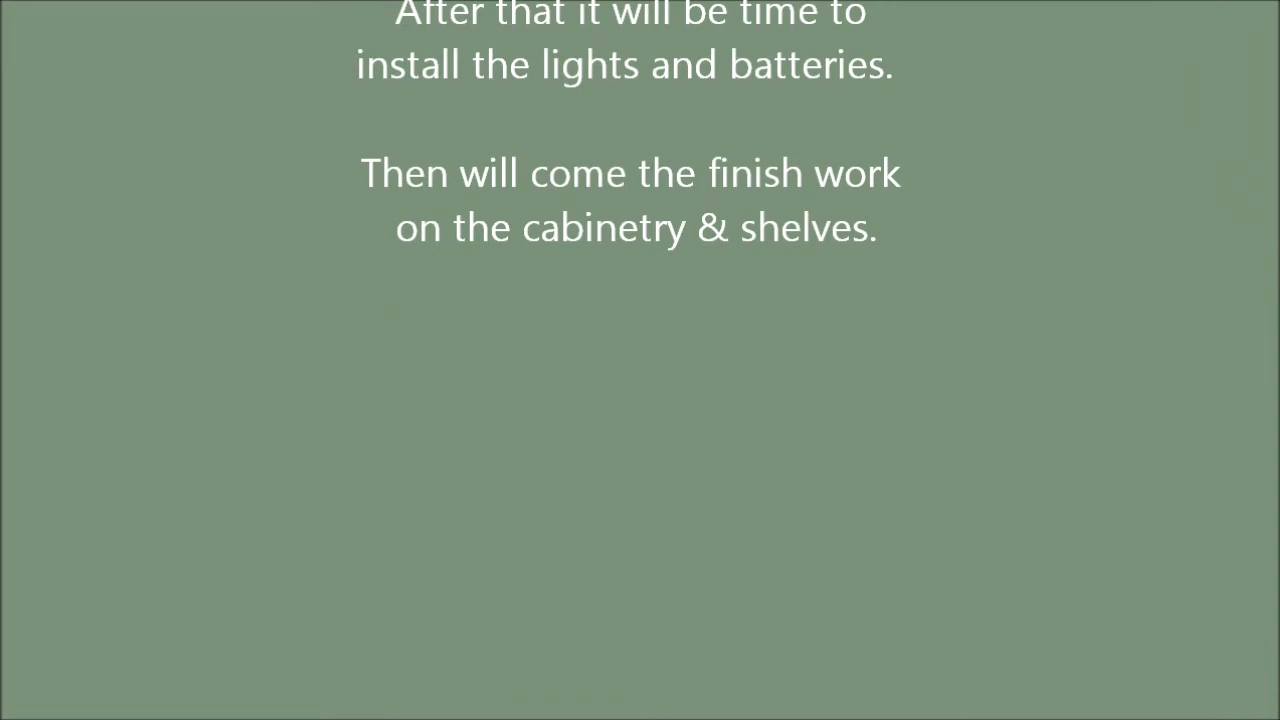 After that it will be time to
install the lights and batteries.
Then will come the finish work
on the cabinetry & shelves.